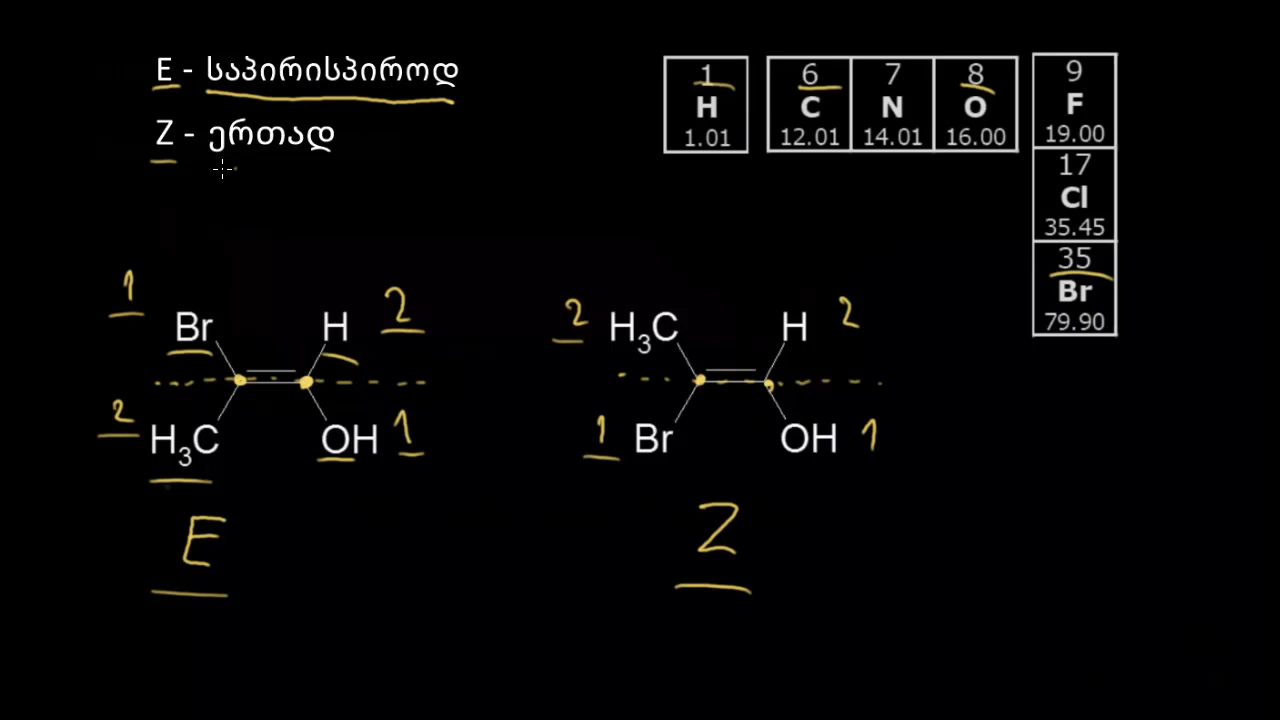 E - საპირისპიროდ
Z - ერთად
1 6 7 8 9
H C N O F
1.01 12.01 14.01 16.00 19.00
17
Cl
35.45
35
Br
79.90
1 Br H 2
2 H₃C OH 1
E
2 H₃C H 2
1 Br OH 1
Z